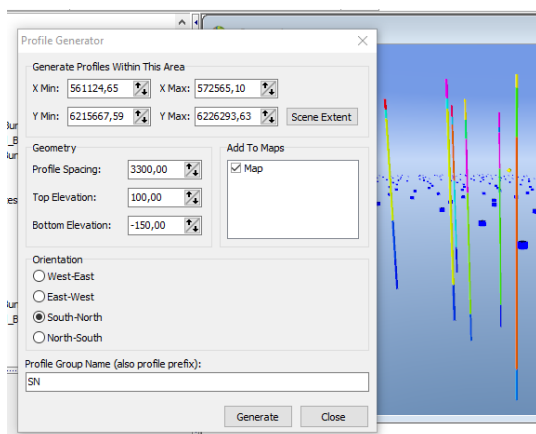 Profile Generator
Generate Profiles Within This Area
X Min: 561124,65 X Max: 572565,10
Y Min: 6215667,59 Y Max: 6226293,63 Scene Extent
Geometry
Add To Maps
Profile Spacing: 3300,00
Map
Top Elevation: 100,00
Bottom Elevation: -150,00
Orientation
West-East
East-West
South-North
North-South
Profile Group Name (also profile prefix):
SN
Generate Close